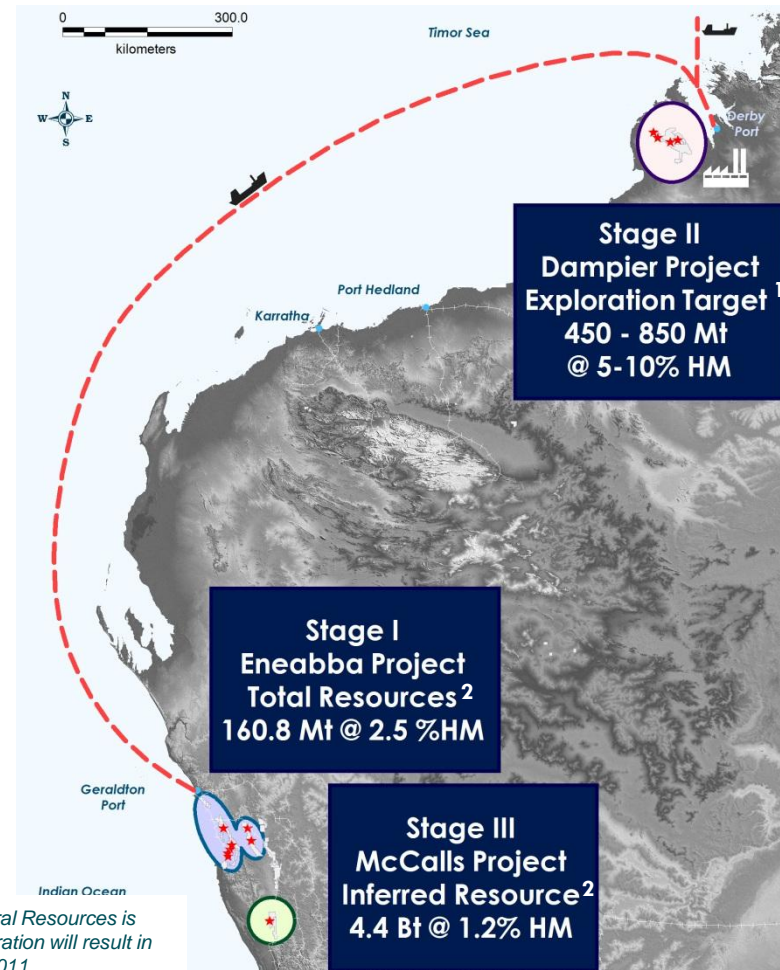 0 300.0
kilometers
Timor Sea
N
W E
S
Derby
Port
Stage II
Dampier Project
Exploration Target 1
450 - 850 Mt
@ 5-10% HM
Port Hedland
Karratha
Stage I
Eneabba Project
Total Resources 2
160.8 Mt @ 2.5 %HM
Geraldton
Port
Stage III
McCalls Project
Inferred Resource 2
4.4 Bt @ 1.2% HM
Indian Ocean
ral Resources is
ration will result in